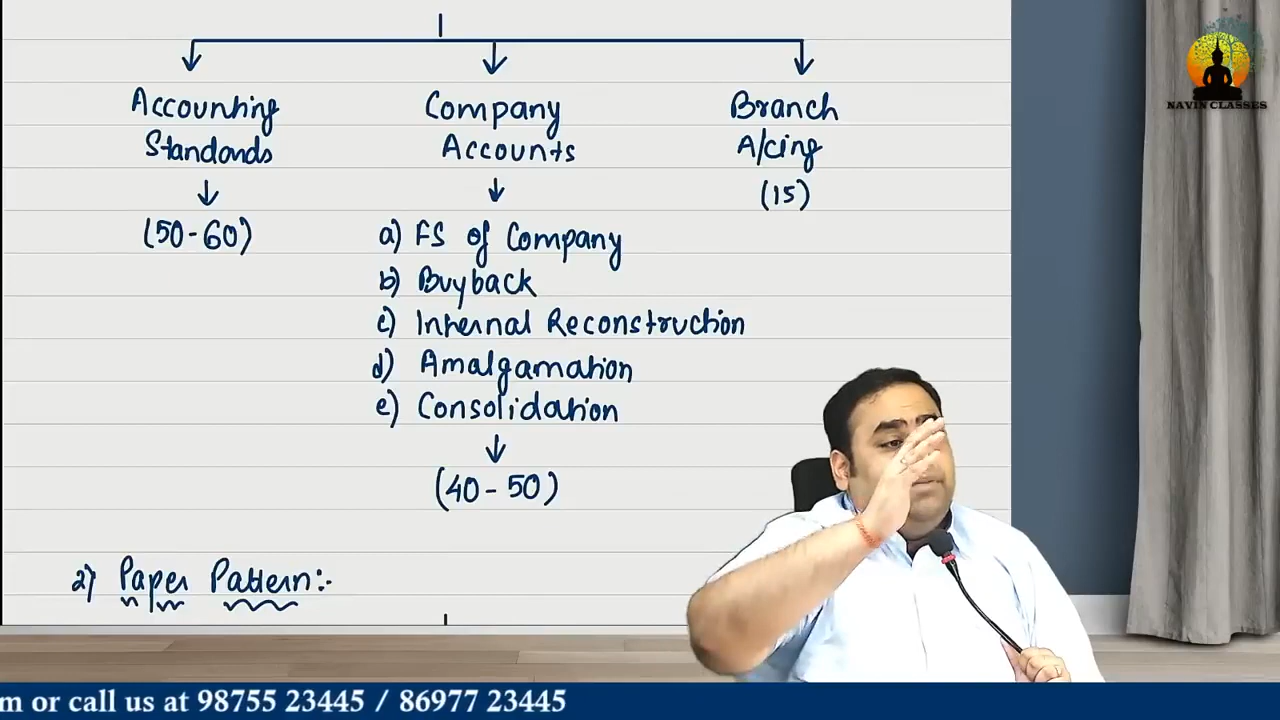 Accounting
Standards
(50-60)
Company
Accounts
a) FS of Company
b) Buyback
c) Internal Reconstruction
d) Amalgamation
e) Consolidation
(40-50)
Branch
A/cing
(15)
2) Paper Pattern:-
NAVIN CLASSES
m or call us at 98755 23445 / 86977 23445